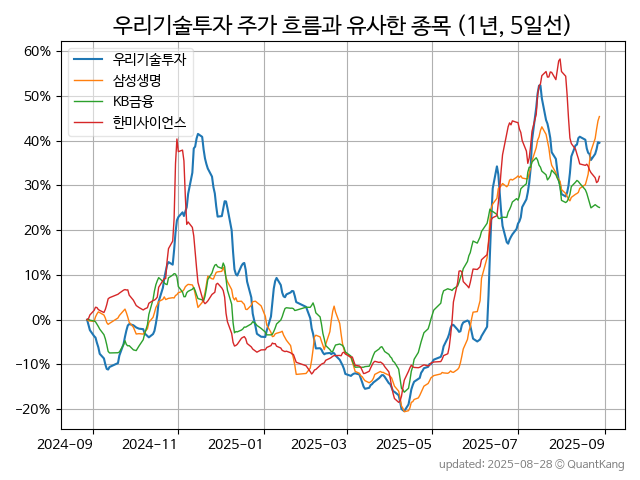 우리기술투자 주가 흐름과 유사한 종목 (1년, 5일선)
우리기술투자
삼성생명
KB금융
한미사이언스
60%
50%
40%
30%
20%
10%
0%
−10%
−20%
2024-09 2024-11 2025-01 2025-03 2025-05 2025-07 2025-09
updated: 2025-08-28 © QuantKang